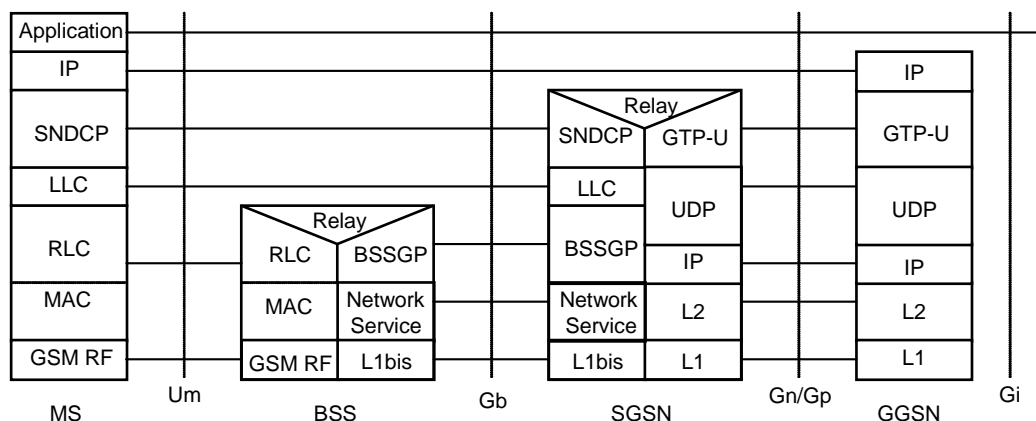 Application
IP
IP
Relay
SNDCP
SNDCP
GTP-U
GTP-U
LLC
LLC
UDP
UDP
Relay
RLC
RLC
BSSGP
BSSGP
IP
IP
MAC
MAC
Network
Service
Network
Service
L2
L2
GSM RF
GSM RF
L1bis
L1bis
L1
L1
Um
Gb
Gn/Gp
Gi
MS
BSS
SGSN
GGSN